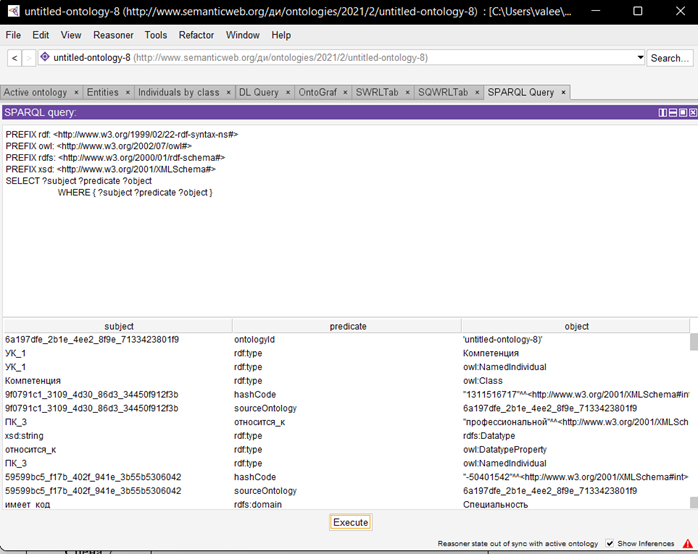 untitled-ontology-8 (http://www.semanticweb.org/ди/ontologies/2021/2/untitled-ontology-8) : [C:\Users\valee\...
File Edit View Reasoner Tools Refactor Window Help
< > untitled-ontology-8 (http://www.semanticweb.org/ди/ontologies/2021/2/untitled-ontology-8) Search...
Active ontology × Entities × Individuals by class × DL Query × OntoGraf × SWRLTab × SQWRLTab × SPARQL Query ×
SPARQL query:
PREFIX rdf: <http://www.w3.org/1999/02/22-rdf-syntax-ns#>
PREFIX owl: <http://www.w3.org/2002/07/owl#>
PREFIX rdfs: <http://www.w3.org/2000/01/rdf-schema#>
PREFIX xsd: <http://www.w3.org/2001/XMLSchema#>
SELECT ?subject ?predicate ?object
WHERE { ?subject ?predicate ?object }
subject predicate object
6a197dfe_2b1e_4ee2_8f9e_7133423801f9 ontologyId 'untitled-ontology-8)'
УК_1 rdf:type Компетенция
УК_1 rdf:type owl:NamedIndividual
Компетенция rdf:type owl:Class
9f0791c1_3109_4d30_86d3_34450f912f3b hashCode "1311516717"^^<http://www.w3.org/2001/XMLSchema#int
9f0791c1_3109_4d30_86d3_34450f912f3b sourceOntology 6a197dfe_2b1e_4ee2_8f9e_7133423801f9
ПК_3 относится_к "профессиональной"^^<http://www.w3.org/2001/XMLSch
xsd:string rdf:type rdfs:Datatype
относится_к rdf:type owl:DatatypeProperty
ПК_3 rdf:type owl:NamedIndividual
59599bc5_f17b_402f_941e_3b55b5306042 hashCode "-50401542"^^<http://www.w3.org/2001/XMLSchema#int>
59599bc5_f17b_402f_941e_3b55b5306042 sourceOntology 6a197dfe_2b1e_4ee2_8f9e_7133423801f9
имеет_код rdfs:domain Специальность
Execute
Reasoner state out of sync with active ontology Show Inferences